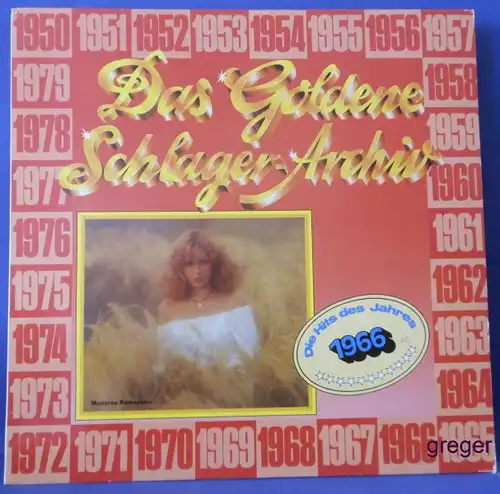 1950 1951 1952 1953 1954 1955 1956 1957
1979 1958
1978 1959
1977 1960
1976 1961
1975 1962
1974 1963
1973 1964
1972 1971 1970 1969 1968 1967 1966 1965
Das Goldene
Schlager-Archiv
Die Hits des Jahres
1966
Moderne Romanzen
greger